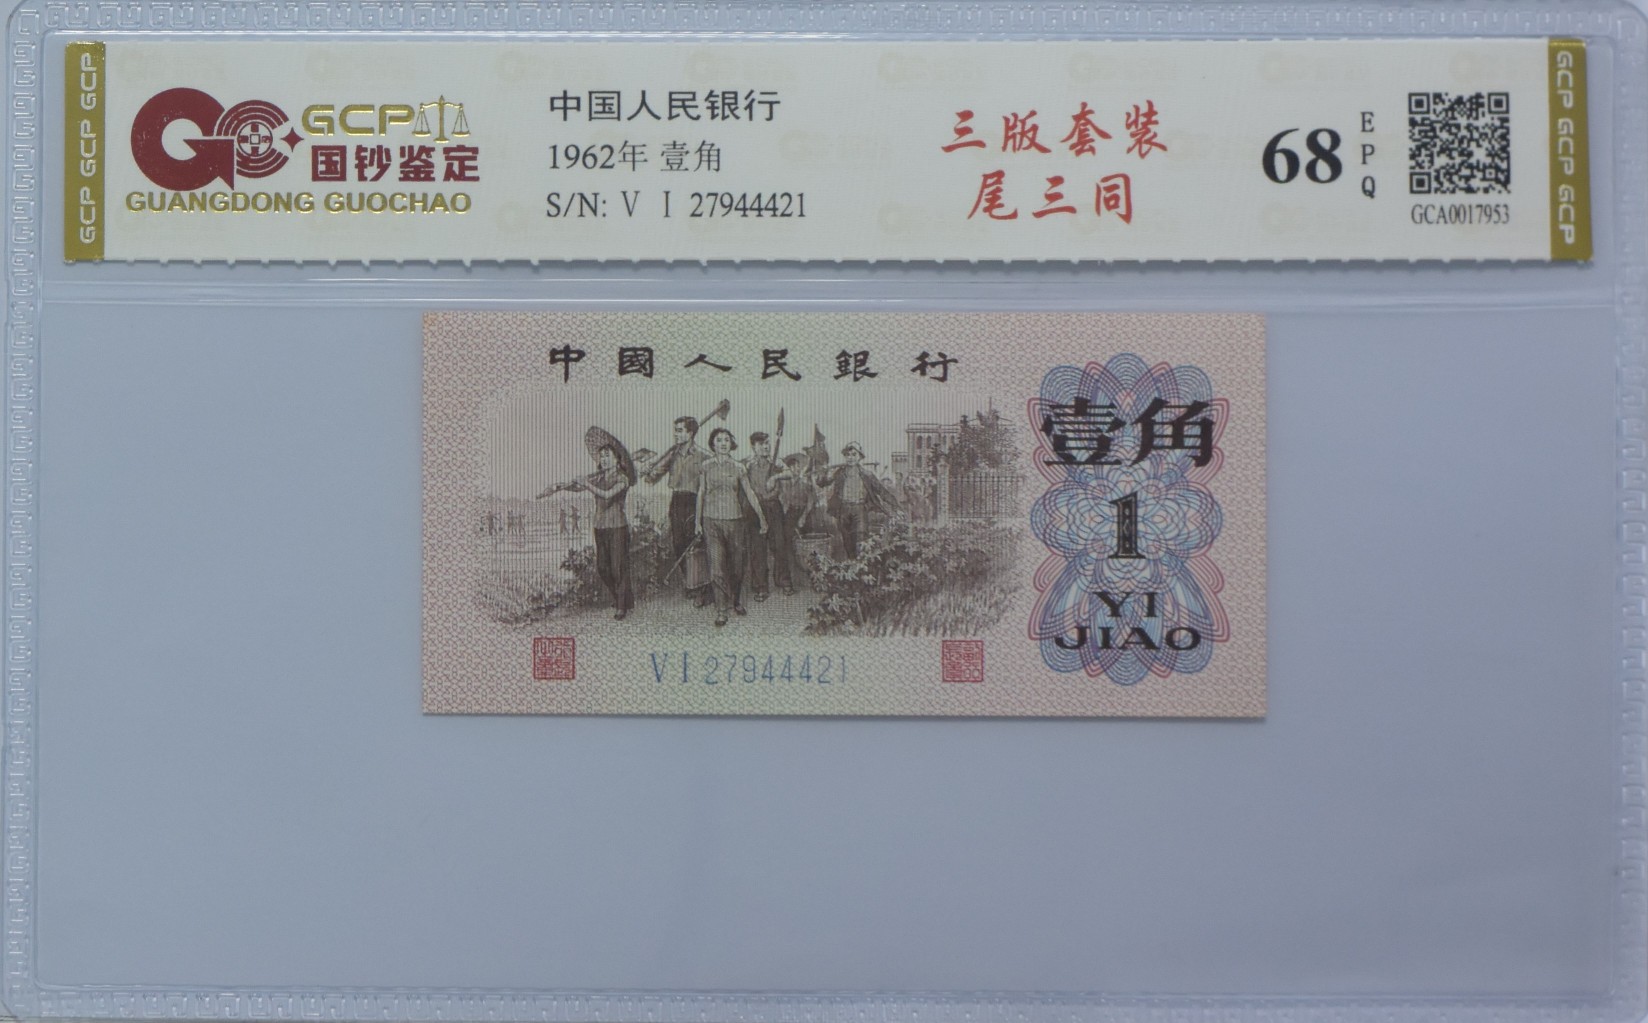 GCP GCP GCP
GCP
国钞鉴定
GUANGDONG GUOCHAO
中国人民银行
1962年 壹角
S/N: V Ⅰ 27944421
三版套装
尾三同
68
EPQ
GCA0017953
GCP GCP GCP
中國人民銀行
壹角
1
YI
JIAO
VⅠ27944421